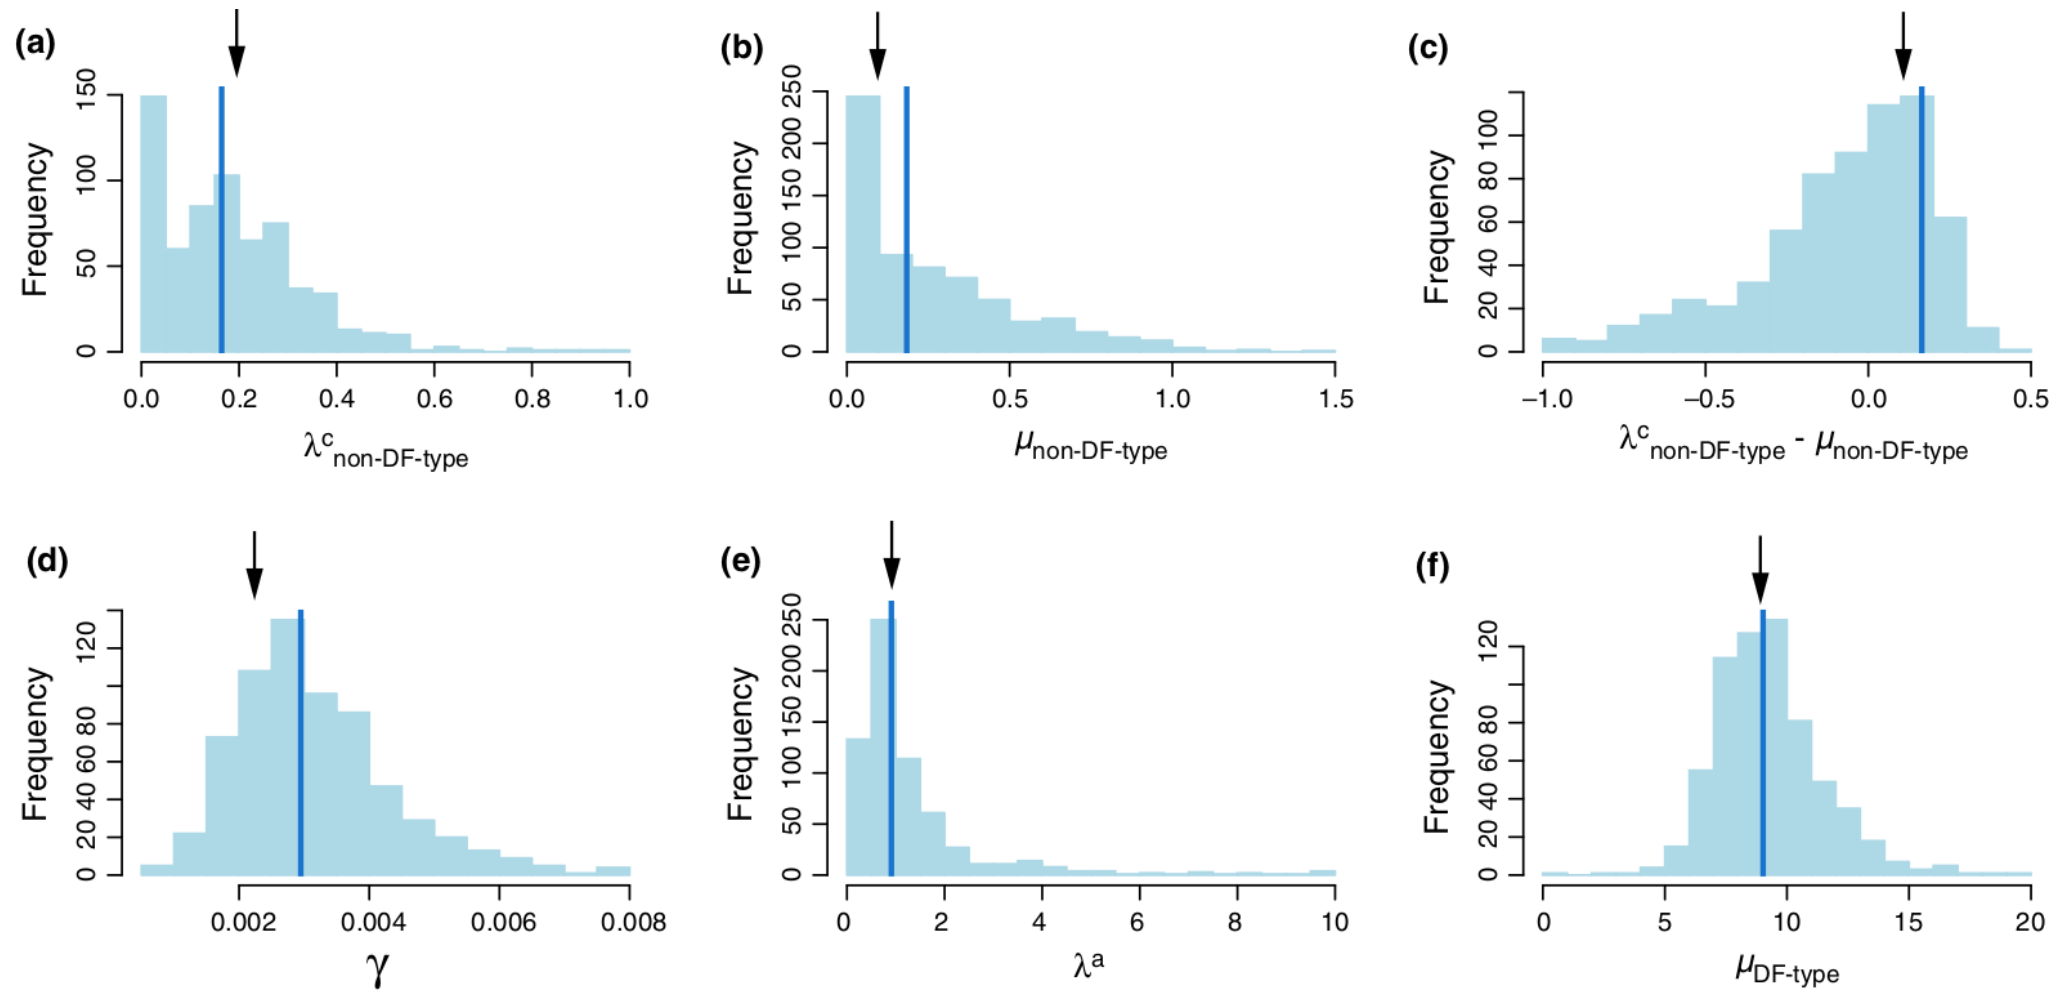 (a)
Frequency
0 50 100 150
0.0 0.2 0.4 0.6 0.8 1.0
λᶜnon-DF-type
(b)
Frequency
0 50 100 150 200 250
0.0 0.5 1.0 1.5
μnon-DF-type
(c)
Frequency
0 20 40 60 80 100
−1.0 −0.5 0.0 0.5
λᶜnon-DF-type - μnon-DF-type
(d)
Frequency
0 20 40 60 80 120
0.002 0.004 0.006 0.008
γ
(e)
Frequency
0 50 100 150 200 250
0 2 4 6 8 10
λᵃ
(f)
Frequency
0 20 40 60 80 120
0 5 10 15 20
μDF-type